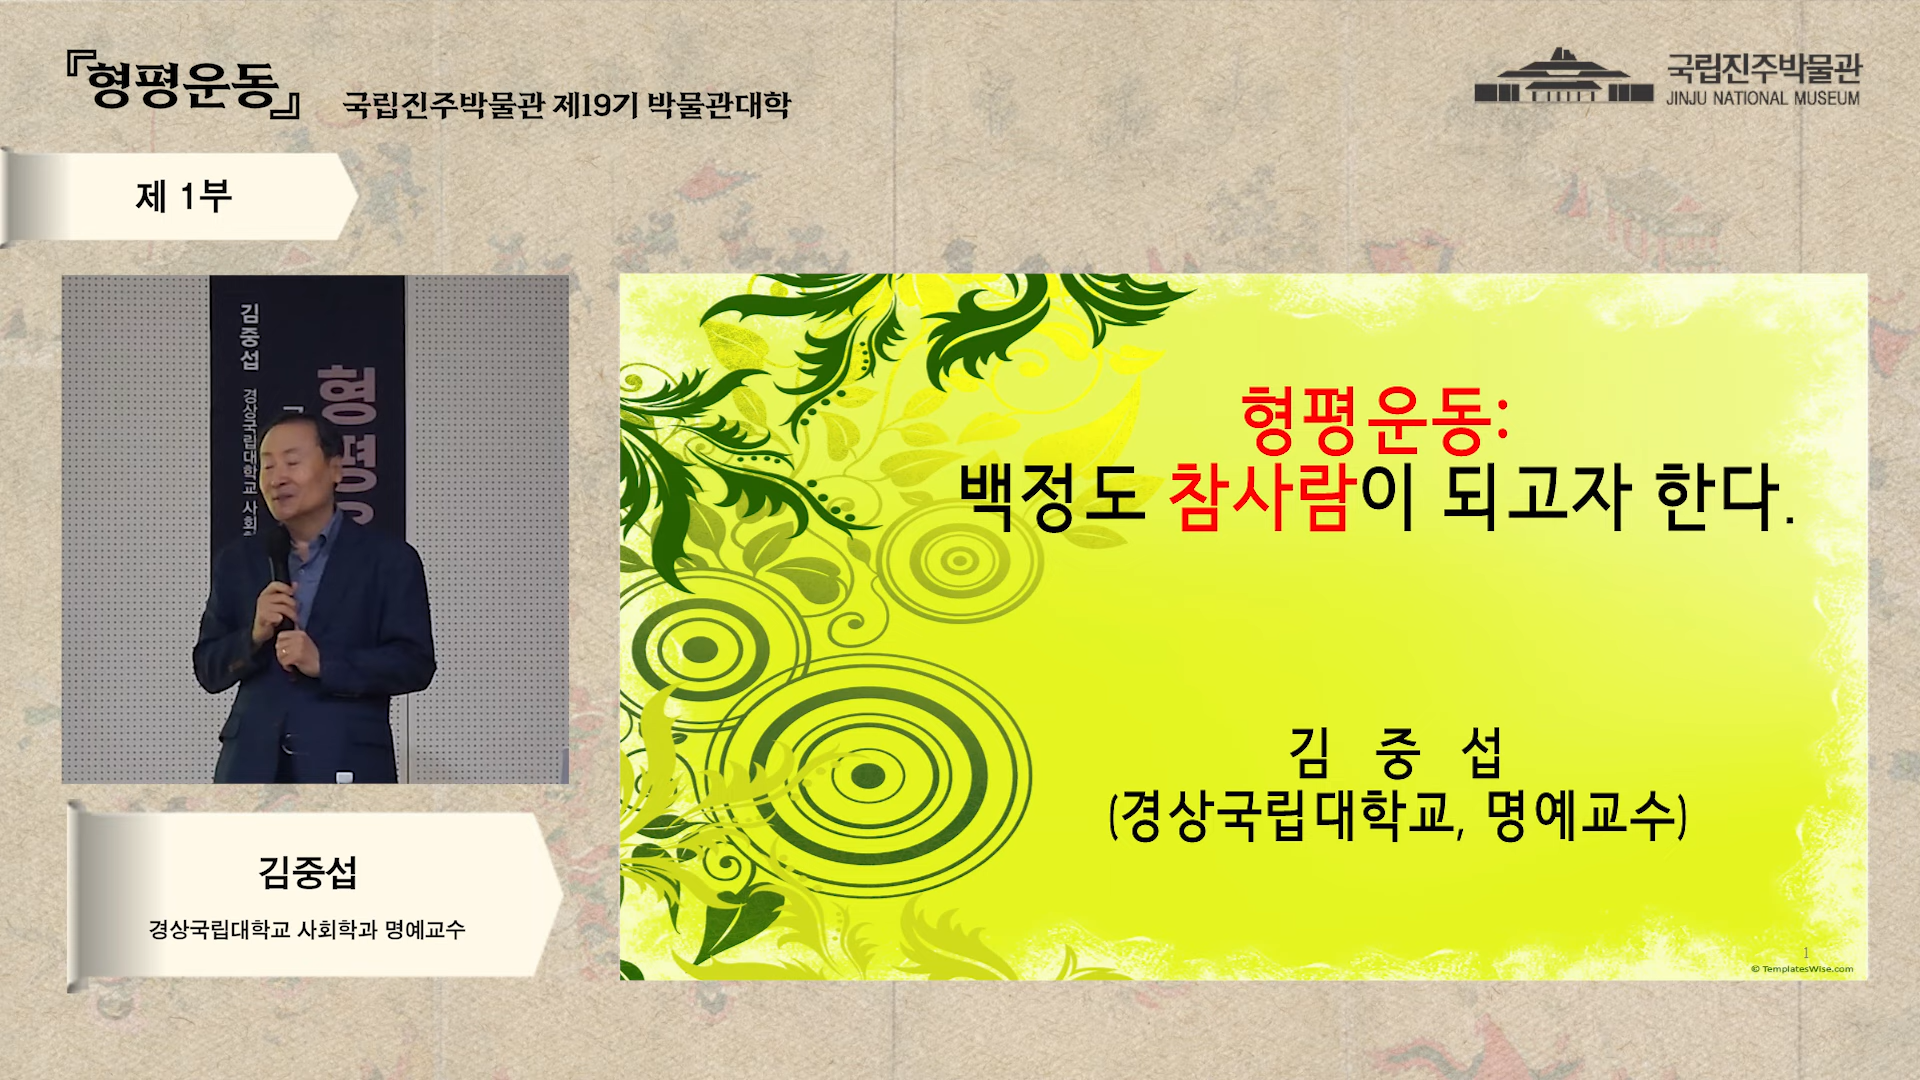 『형평운동』
국립진주박물관 제19기 박물관대학
국립진주박물관
JINJU NATIONAL MUSEUM
제 1부
김중섭
경상국립대학교 사회
형평
형평운동:
백정도 참사람이 되고자 한다.
김 중 섭
(경상국립대학교, 명예교수)
1
© TemplatesWise.com
김중섭
경상국립대학교 사회학과 명예교수